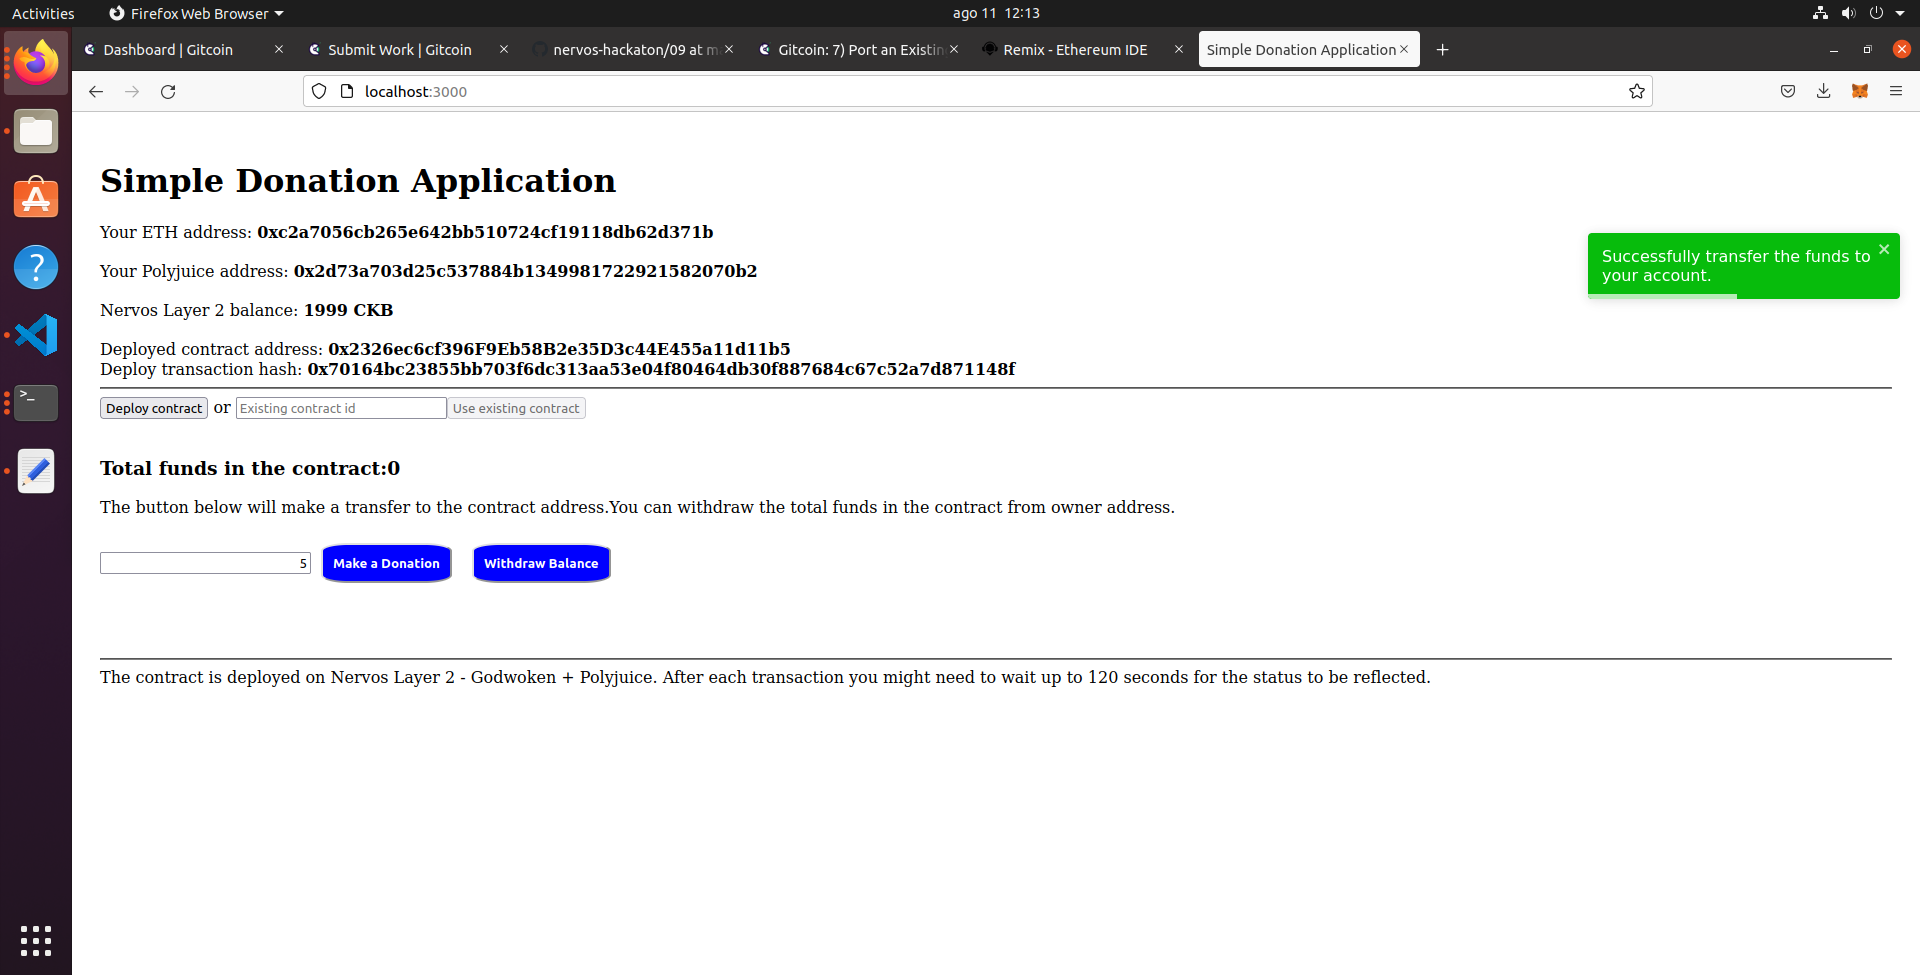 Activities
Firefox Web Browser
ago 11 12:13
Dashboard | Gitcoin
Submit Work | Gitcoin
nervos-hackaton/09 at m
Gitcoin: 7) Port an Existin
Remix - Ethereum IDE
Simple Donation Application
localhost:3000
Simple Donation Application
Your ETH address: 0xc2a7056cb265e642bb510724cf19118db62d371b
Your Polyjuice address: 0x2d73a703d25c537884b1349981722921582070b2
Successfully transfer the funds to
your account.
Nervos Layer 2 balance: 1999 CKB
Deployed contract address: 0x2326ec6cf396F9Eb58B2e35D3c44E455a11d11b5
Deploy transaction hash: 0x70164bc23855bb703f6dc313aa53e04f80464db30f887684c67c52a7d871148f
Deploy contract or Existing contract id Use existing contract
Total funds in the contract:0
The button below will make a transfer to the contract address.You can withdraw the total funds in the contract from owner address.
5 Make a Donation Withdraw Balance
The contract is deployed on Nervos Layer 2 - Godwoken + Polyjuice. After each transaction you might need to wait up to 120 seconds for the status to be reflected.